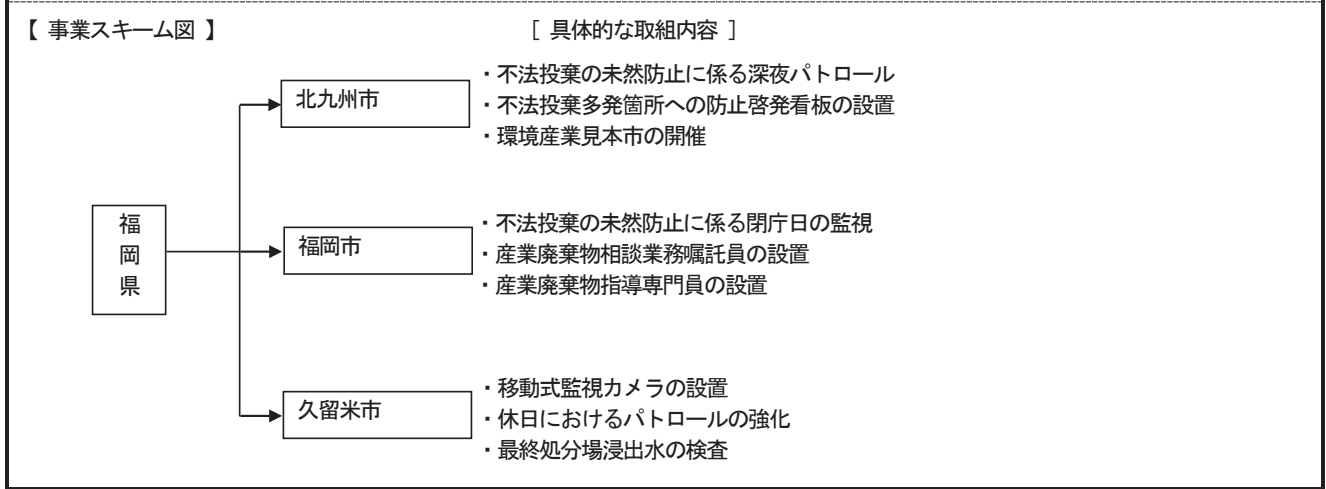 【 事業スキーム図 】
[ 具体的な取組内容 ]
北九州市
・不法投棄の未然防止に係る深夜パトロール
・不法投棄多発箇所への防止啓発看板の設置
・環境産業見本市の開催
福岡県
福岡市
・不法投棄の未然防止に係る閉庁日の監視
・産業廃棄物相談業務嘱託員の設置
・産業廃棄物指導専門員の設置
久留米市
・移動式監視カメラの設置
・休日におけるパトロールの強化
・最終処分場浸出水の検査